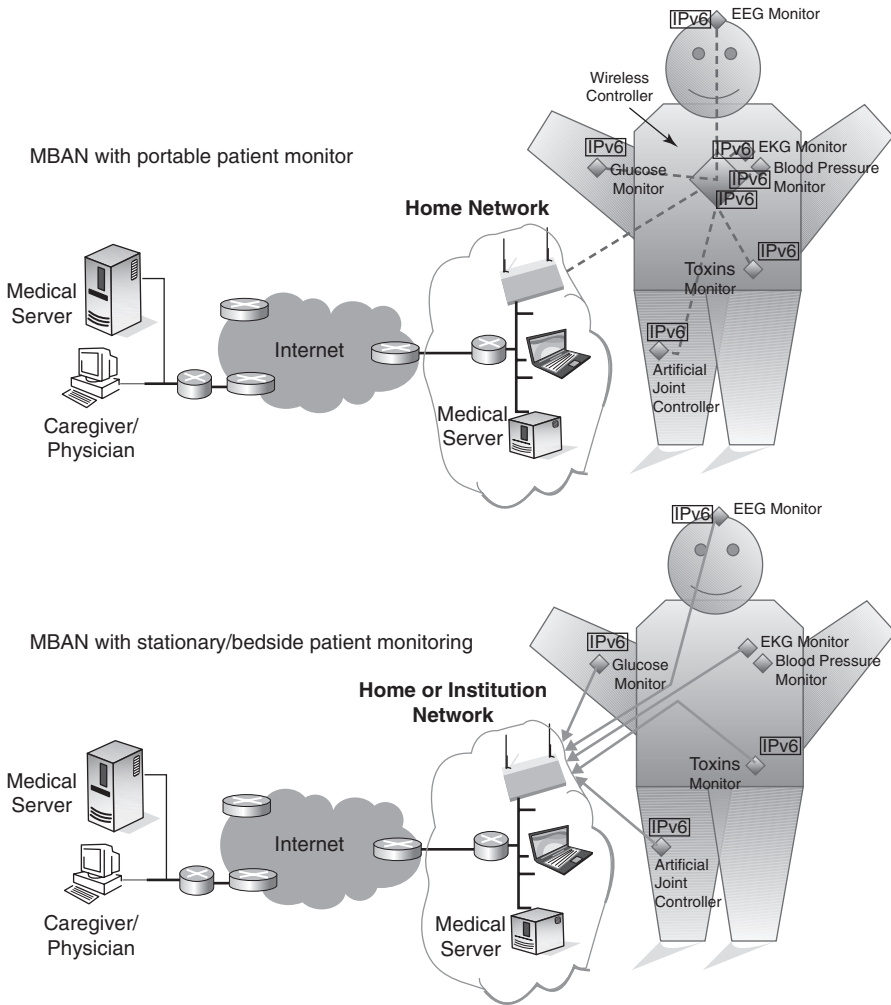 IPv6
EEG Monitor
Wireless
Controller
MBAN with portable patient monitor
IPv6
Glucose
Monitor
IPv6
EKG Monitor
Blood Pressure
Monitor
IPv6
IPv6
Home Network
IPv6
Toxins
Monitor
Medical
Server
Internet
IPv6
Artificial
Joint
Controller
Medical
Server
Caregiver/
Physician
IPv6
EEG Monitor
MBAN with stationary/bedside patient monitoring
IPv6
Glucose
Monitor
EKG Monitor
Blood Pressure
Monitor
Home or Institution
Network
IPv6
Toxins
Monitor
Medical
Server
Internet
IPv6
Artificial
Joint
Controller
Medical
Server
Caregiver/
Physician